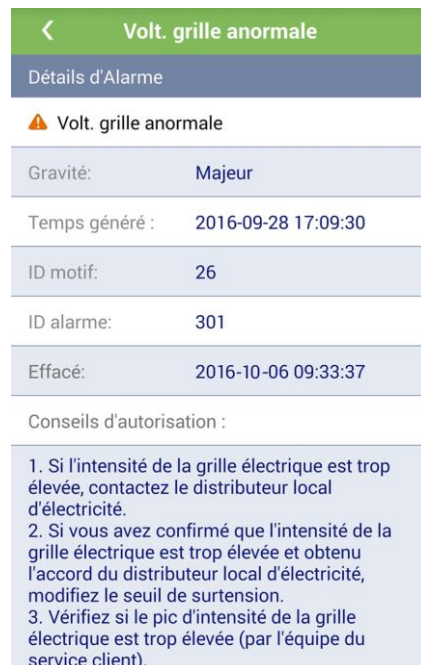 Volt. grille anormale
Détails d'Alarme
Volt. grille anormale
Gravité: Majeur
Temps généré : 2016-09-28 17:09:30
ID motif: 26
ID alarme: 301
Effacé: 2016-10-06 09:33:37
Conseils d'autorisation :
1. Si l'intensité de la grille électrique est trop
élevée, contactez le distributeur local
d'électricité.
2. Si vous avez confirmé que l'intensité de la
grille électrique est trop élevée et obtenu
l'accord du distributeur local d'électricité,
modifiez le seuil de surtension.
3. Vérifiez si le pic d'intensité de la grille
électrique est trop élevée (par l'équipe du
service client).